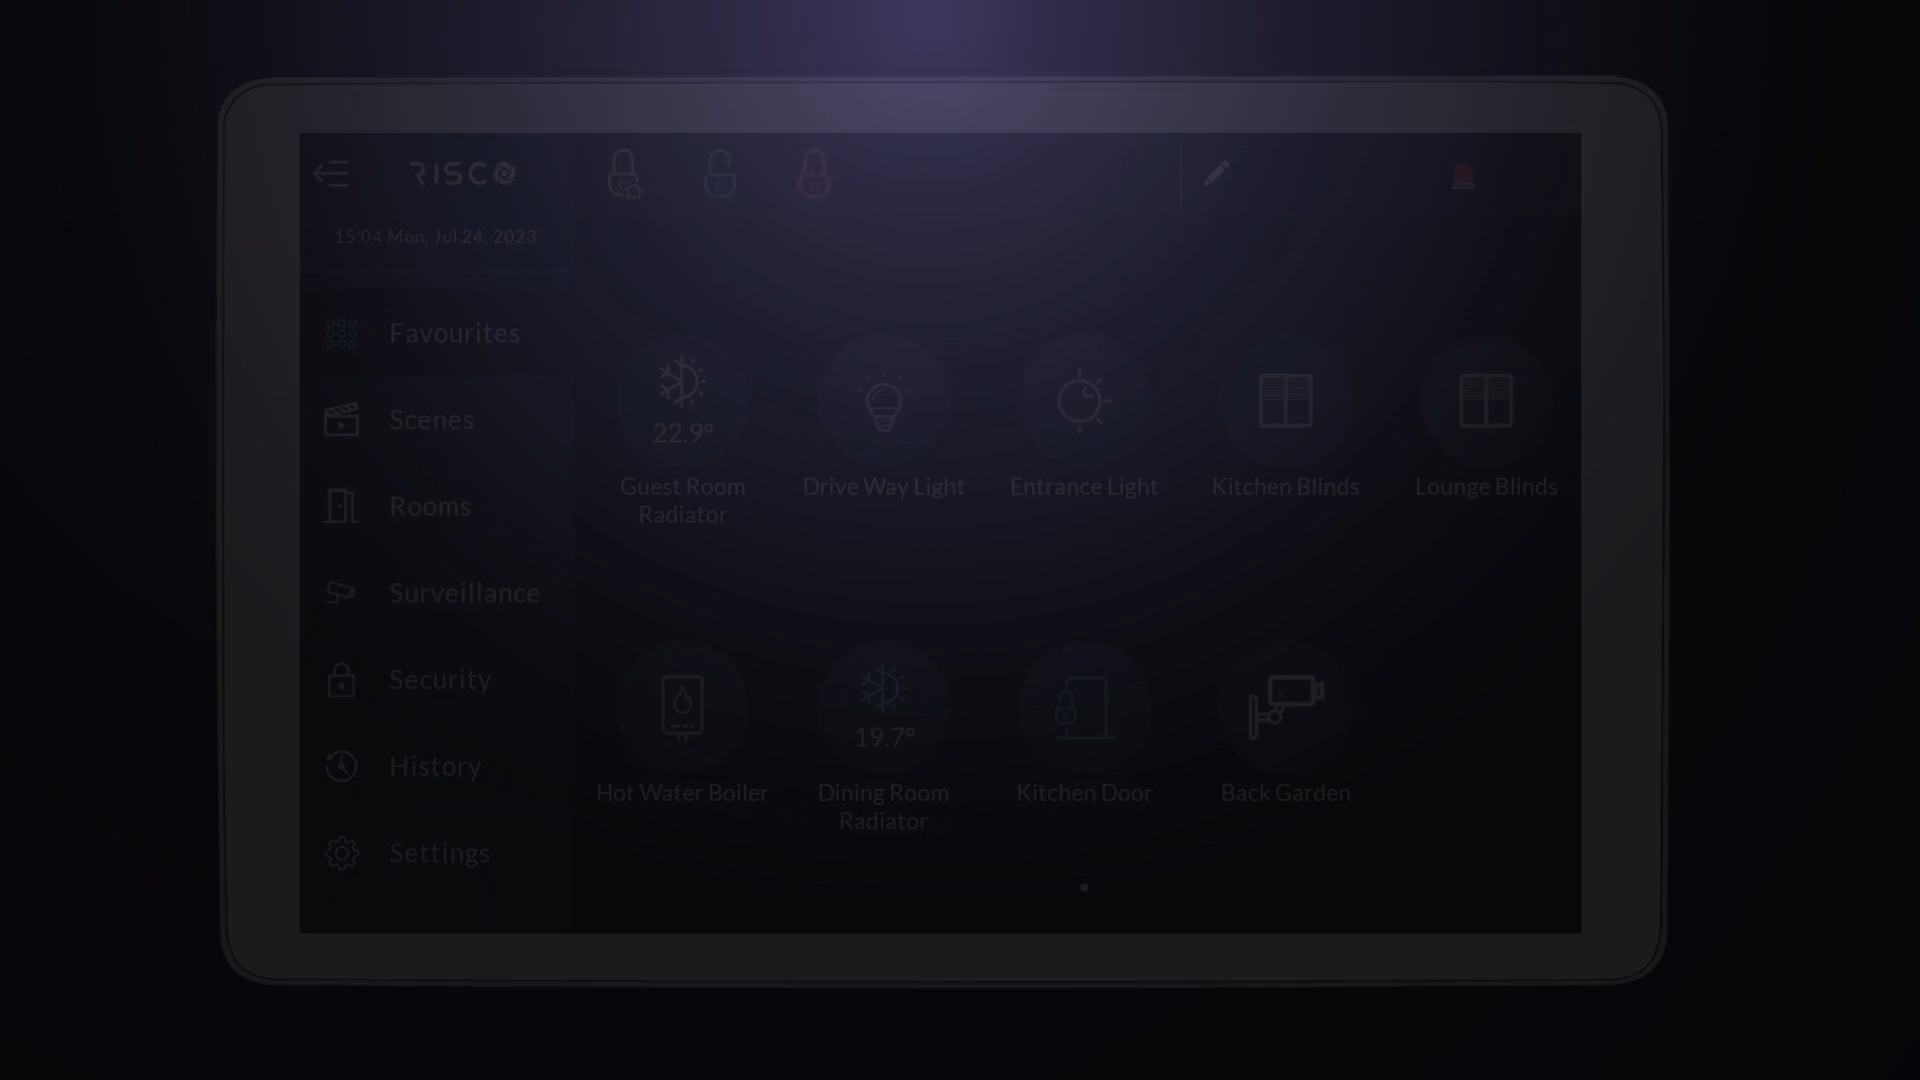 RISCO
15:04 Mon, Jul 24, 2023
Favourites
Scenes
Rooms
Surveillance
Security
History
Settings
22.9°
Guest Room
Radiator
Drive Way Light
Entrance Light
Kitchen Blinds
Lounge Blinds
Hot Water Boiler
19.7°
Dining Room
Radiator
Kitchen Door
Back Garden